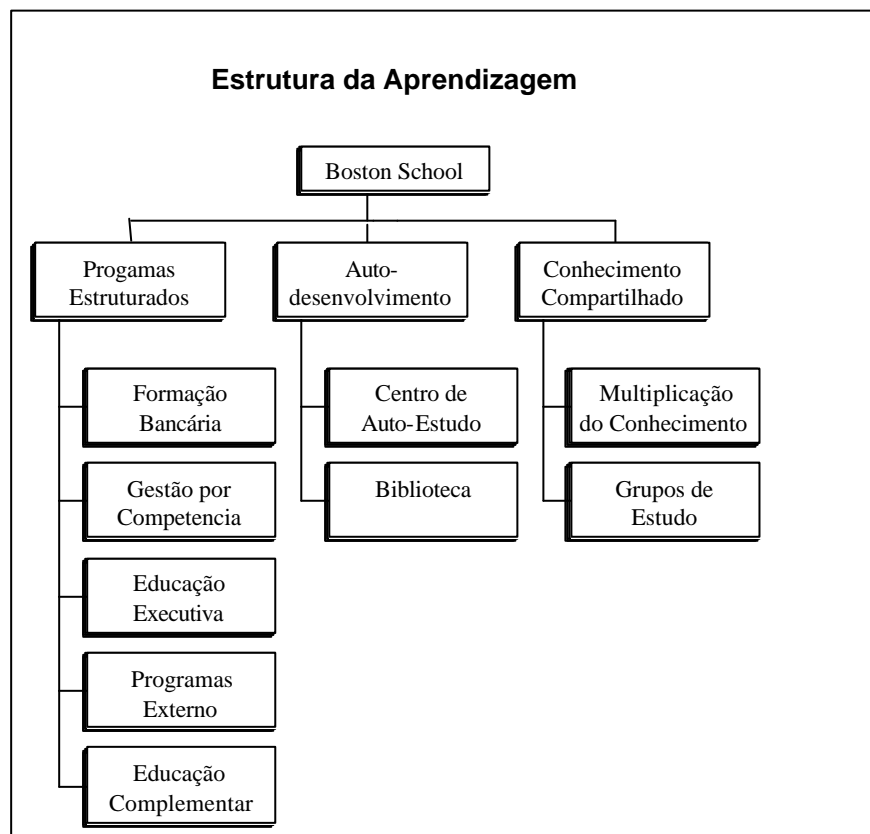 Estrutura da Aprendizagem
Boston School
Progamas
Estruturados
Auto-
desenvolvimento
Conhecimento
Compartilhado
Formação
Bancária
Gestão por
Competencia
Educação
Executiva
Programas
Externo
Educação
Complementar
Centro de
Auto-Estudo
Biblioteca
Multiplicação
do Conhecimento
Grupos de
Estudo